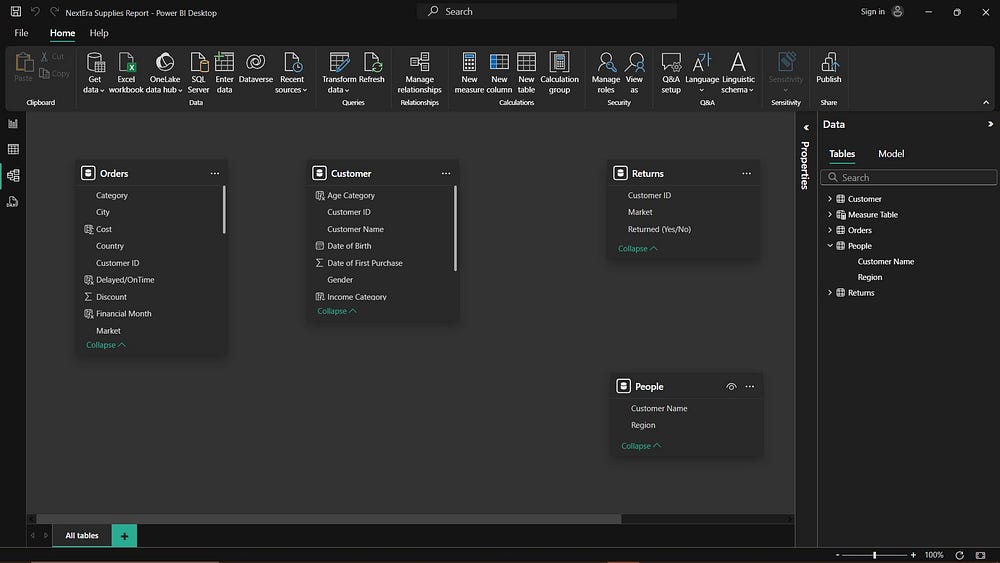 NextEra Supplies Report - Power BI Desktop
Search
Sign in
File Home Help
Paste
Cut
Copy
Clipboard
Get data
Excel workbook
OneLake data hub
SQL Server
Enter data
Dataverse
Recent sources
Data
Transform data
Refresh
Queries
Manage relationships
Relationships
New measure
New column
New table
Calculation group
Calculations
Manage roles
View as
Security
Q&A setup
Language
Linguistic schema
Q&A
Sensitivity
Sensitivity
Publish
Share
Orders
Category
City
Cost
Country
Customer ID
Delayed/OnTime
Discount
Financial Month
Market
Collapse
Customer
Age Category
Customer ID
Customer Name
Date of Birth
Date of First Purchase
Gender
Income Category
Collapse
Returns
Customer ID
Market
Returned (Yes/No)
Collapse
People
Customer Name
Region
Collapse
Properties
Data
Tables Model
Search
Customer
Measure Table
Orders
People
Customer Name
Region
Returns
All tables
100%